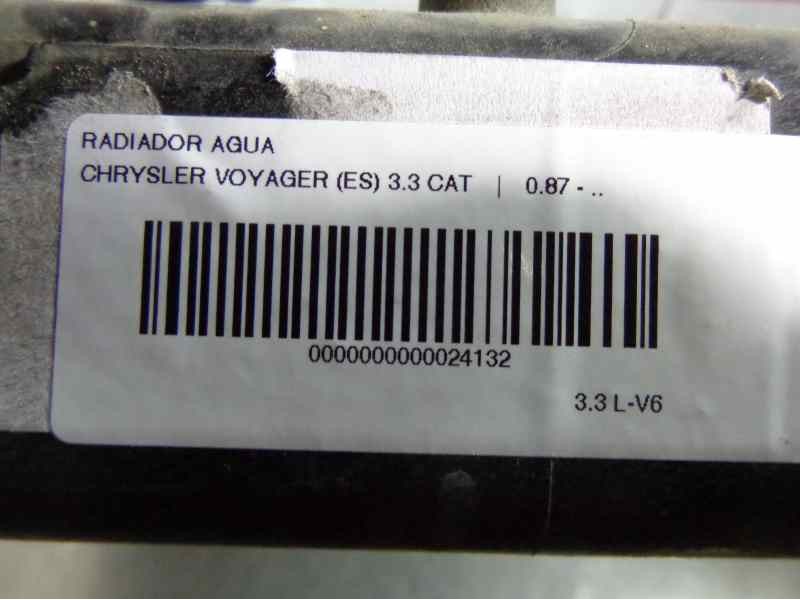 RADIADOR AGUA
CHRYSLER VOYAGER (ES) 3.3 CAT | 0.87 - ..
0000000000024132
3.3 L-V6